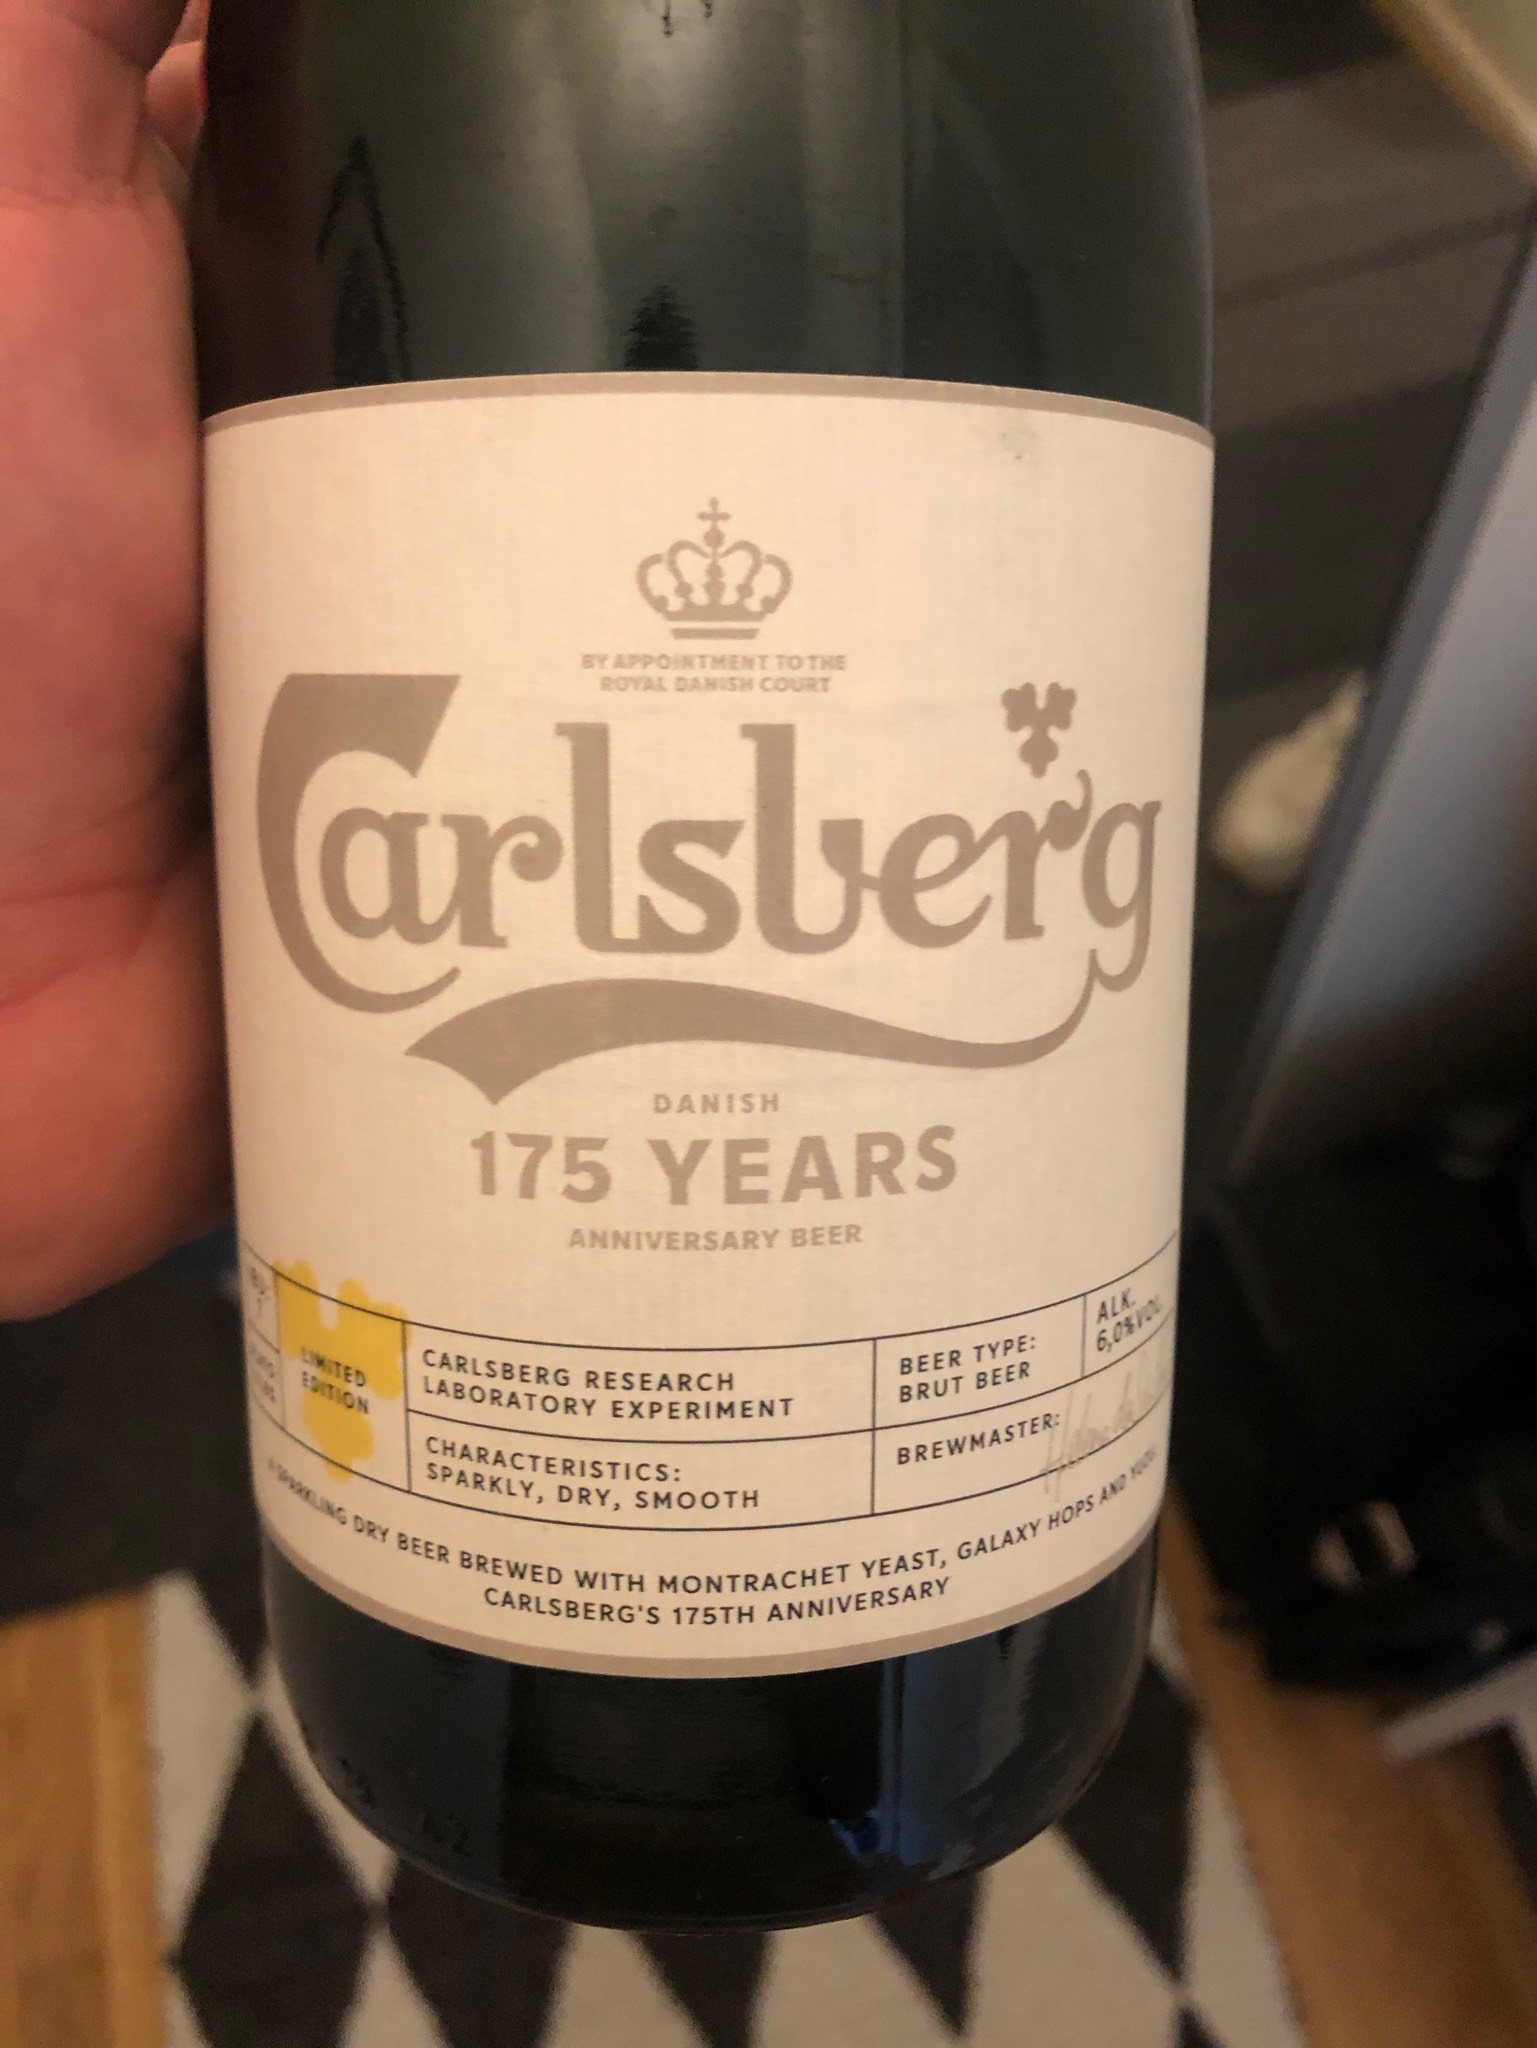 BY APPOINTMENT TO THE
ROYAL DANISH COURT
Carlsberg
DANISH
175 YEARS
ANNIVERSARY BEER
LIMITED
EDITION
CARLSBERG RESEARCH
LABORATORY EXPERIMENT
CHARACTERISTICS:
SPARKLY, DRY, SMOOTH
BEER TYPE:
BRUT BEER
ALK.
6,0%VOL.
BREWMASTER:
A SPARKLING DRY BEER BREWED WITH MONTRACHET YEAST, GALAXY HOPS AND
CARLSBERG'S 175TH ANNIVERSARY